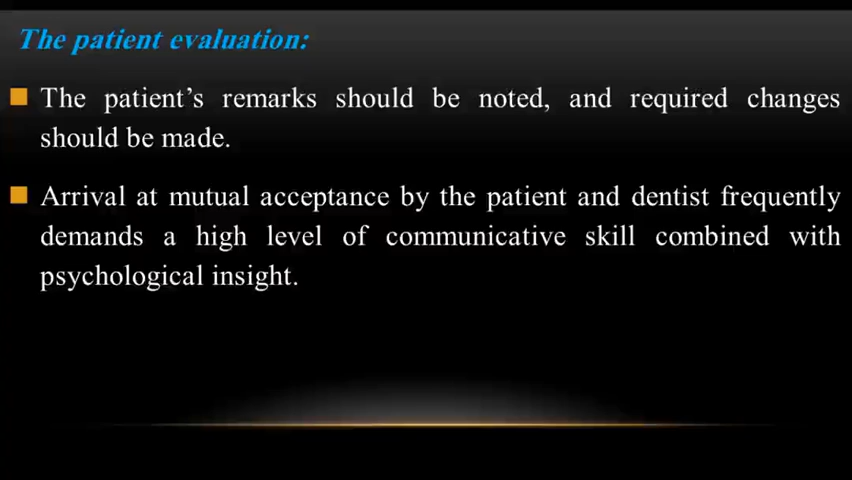 The patient evaluation:
The patient’s remarks should be noted, and required changes
should be made.
Arrival at mutual acceptance by the patient and dentist frequently
demands a high level of communicative skill combined with
psychological insight.